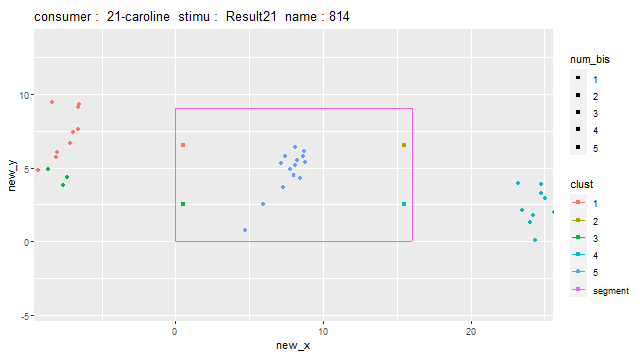 consumer :  21-caroline  stimu :  Result21  name : 814
10
5
0
-5
new_y
0
10
20
new_x
num_bis
1
2
3
4
5
clust
1
2
3
4
5
segment